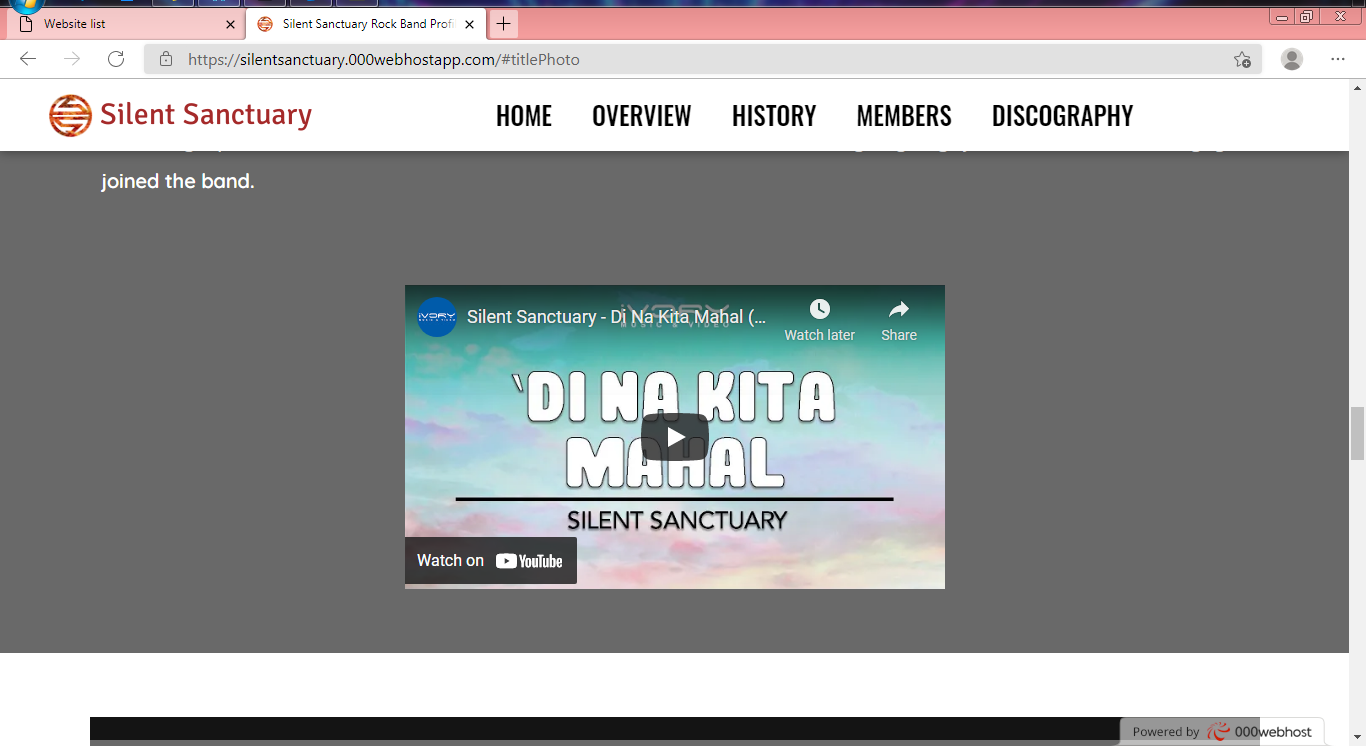 Website list
Silent Sanctuary Rock Band Profi
https://silentsanctuary.000webhostapp.com/#titlePhoto
Silent Sanctuary
HOME OVERVIEW HISTORY MEMBERS DISCOGRAPHY
joined the band.
IVORY MUSIC & VIDEO
Silent Sanctuary - Di Na Kita Mahal (...
Watch later
Share
`DI NA KITA
MAHAL
SILENT SANCTUARY
Watch on YouTube
Powered by 000webhost